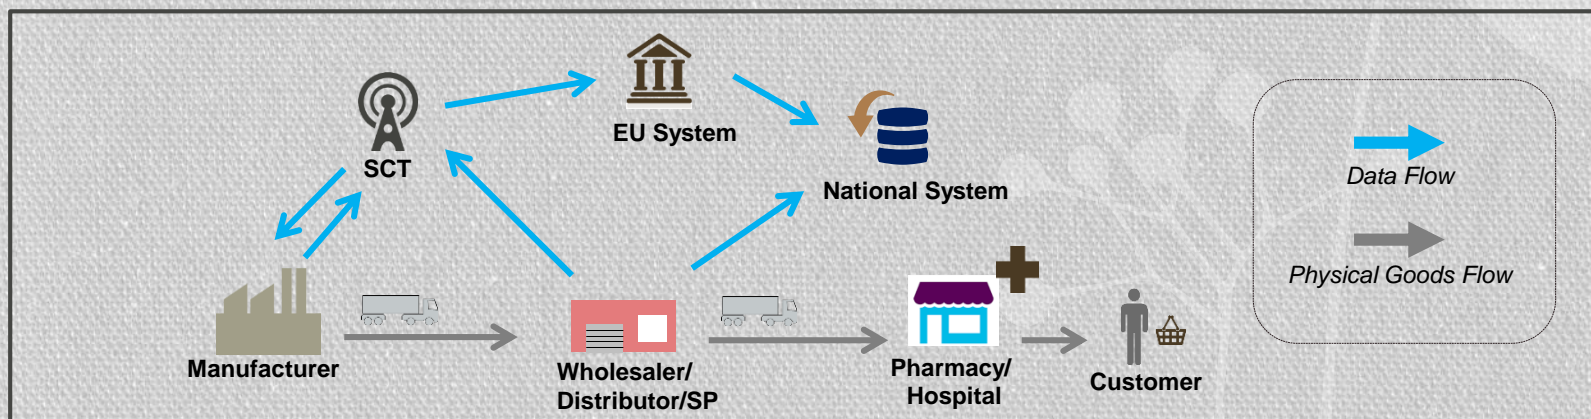 EU System
SCT
National System
Data Flow
Physical Goods Flow
Manufacturer
Wholesaler/
Distributor/SP
Pharmacy/
Hospital
Customer